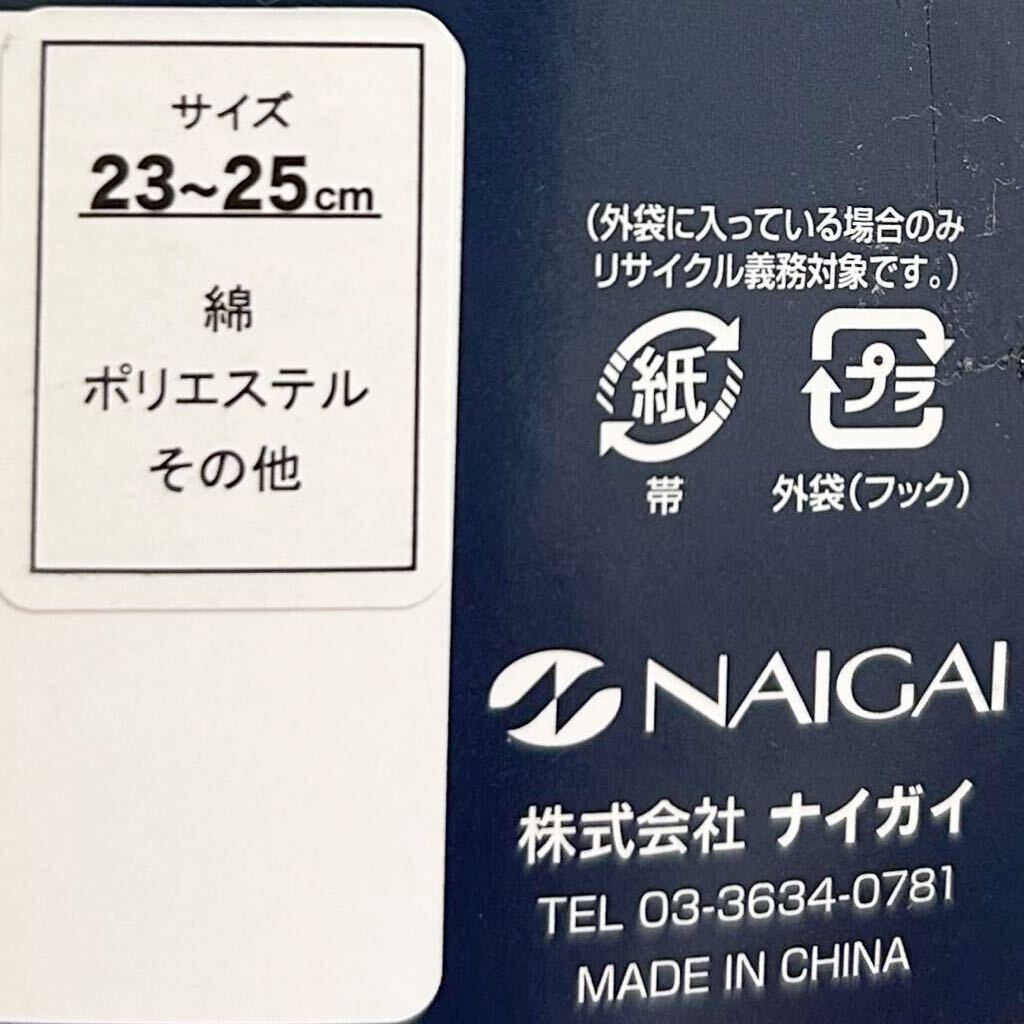 サイズ
23~25cm
綿
ポリエステル
その他
(外袋に入っている場合のみ
リサイクル義務対象です。)
紙
プラ
帯
外袋(フック)
NAIGAI
株式会社 ナイガイ
TEL 03-3634-0781
MADE IN CHINA